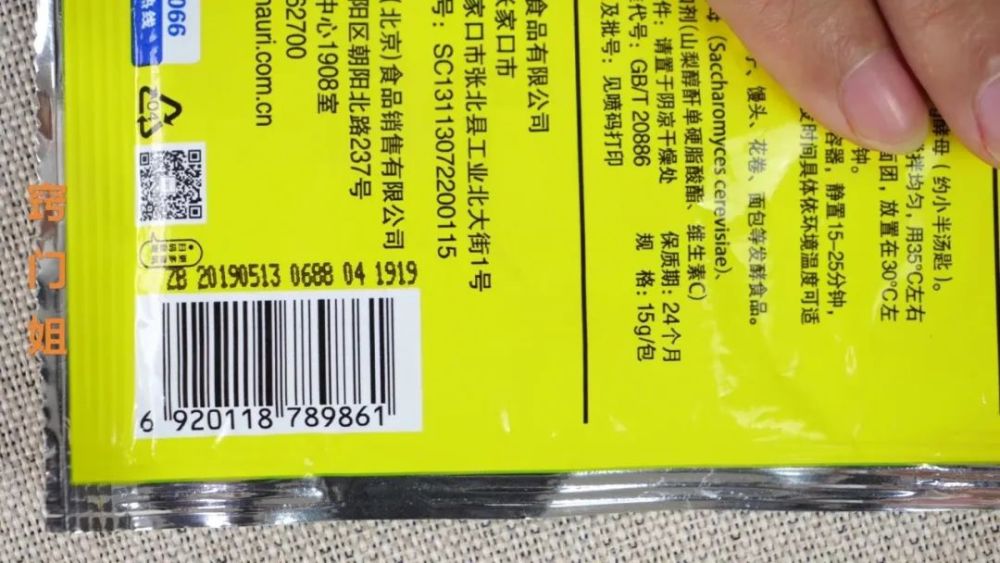 酵母（约小半汤匙）。
拌均匀，用35℃左右
面团，放置在30℃左
钟。
容器，静置15-25分钟，
时间具体依环境温度可适
馒头、花卷、面包等发酵食品。
(Saccharomyces cerevisiae)、
剂(山梨醇酐单硬脂酸酯、维生素C)
件：请置于阴凉干燥处 保质期：24个月
代号：GB/T 20886 规 格：15g/包
及批号：见喷码打印
食品有限公司
家口市
家口市张北县工业北大街1号
号：SC13113072200115
(北京)食品销售有限公司
阳区朝阳北路237号
中心1908室
62700
auri.com.cn
066
热线
04
ZB 20190513 0688 04 1919
6 920118 789861
窍门姐